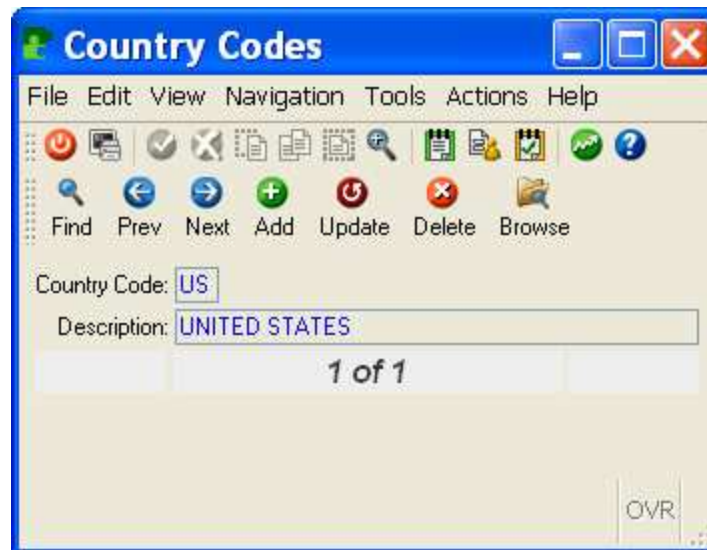 Country Codes
File Edit View Navigation Tools Actions Help
Find Prev Next Add Update Delete Browse
Country Code: US
Description: UNITED STATES
1 of 1
OVR